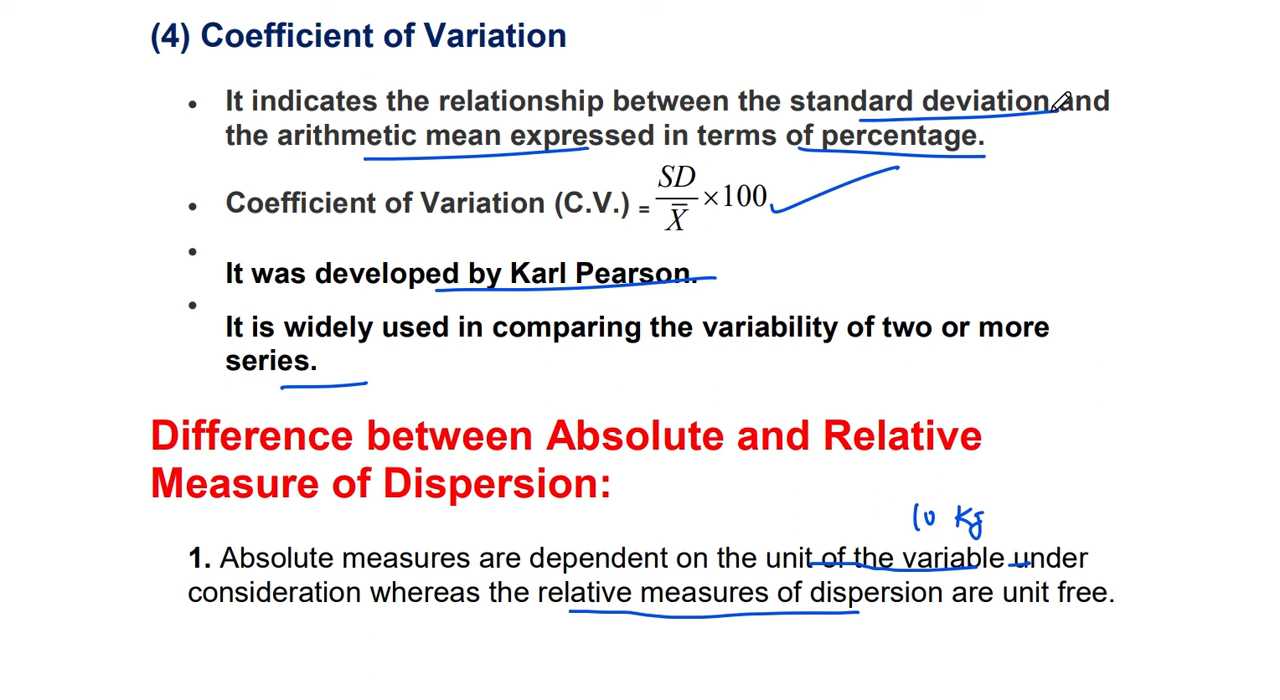 (4) Coefficient of Variation
• It indicates the relationship between the standard deviation and
the arithmetic mean expressed in terms of percentage.
• Coefficient of Variation (C.V.) = SD/X̄ ×100
•
It was developed by Karl Pearson.
•
It is widely used in comparing the variability of two or more
series.
Difference between Absolute and Relative
Measure of Dispersion:
10 Kg
1. Absolute measures are dependent on the unit of the variable under
consideration whereas the relative measures of dispersion are unit free.